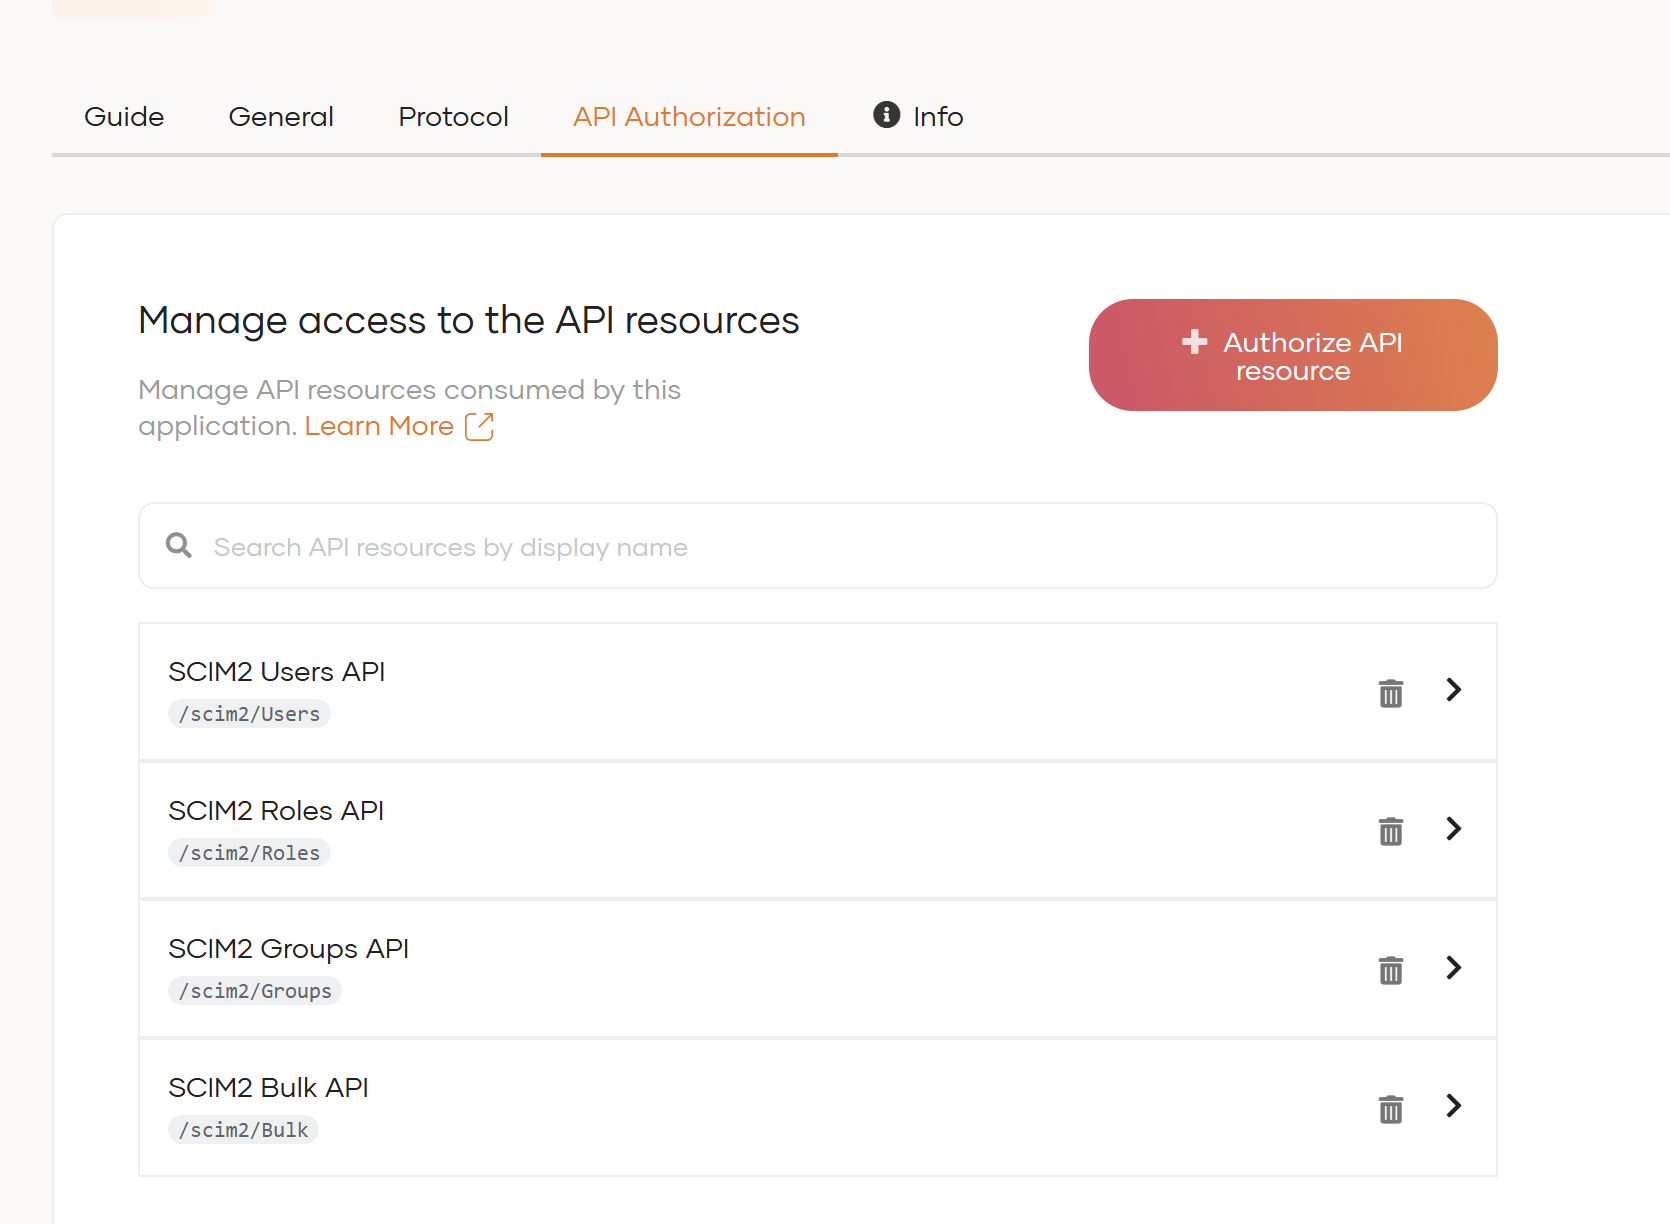 Guide
General
Protocol
API Authorization
Info
Manage access to the API resources
Manage API resources consumed by this
application. Learn More
Authorize API
resource
Search API resources by display name
SCIM2 Users API
/scim2/Users
SCIM2 Roles API
/scim2/Roles
SCIM2 Groups API
/scim2/Groups
SCIM2 Bulk API
/scim2/Bulk